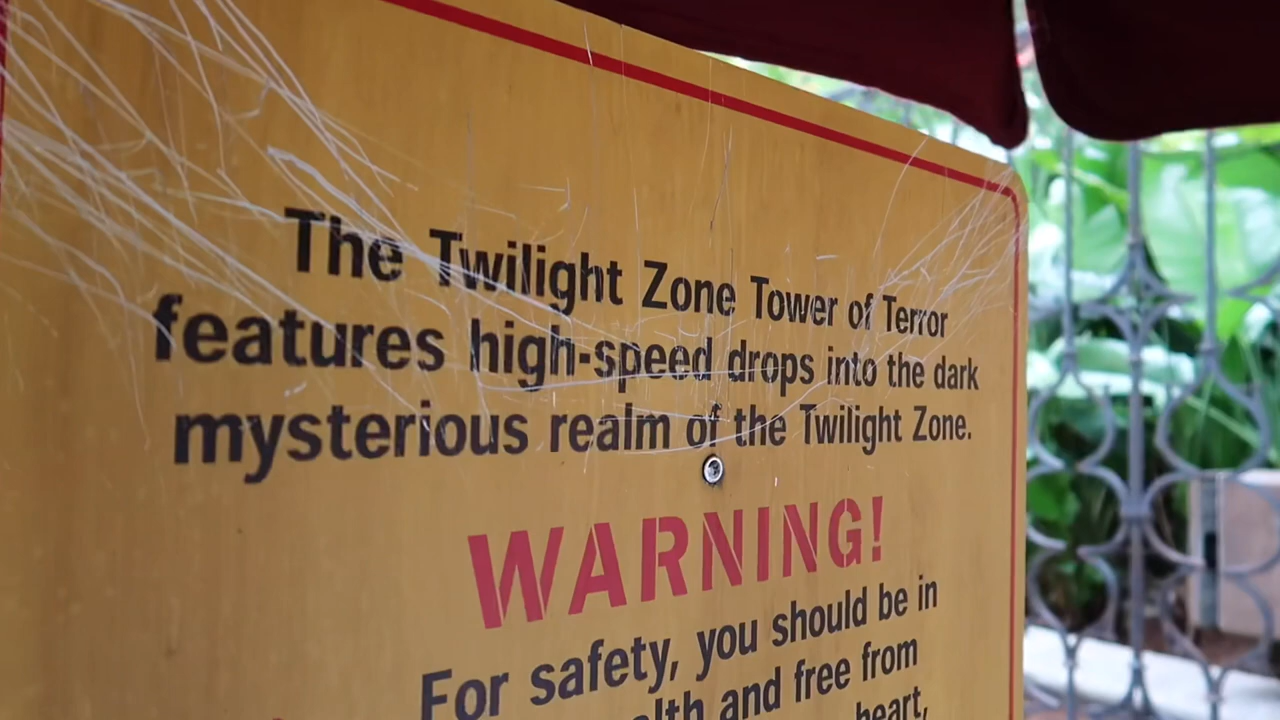 The Twilight Zone Tower of Terror
features high-speed drops into the dark
mysterious realm of the Twilight Zone.
WARNING!
For safety, you should be in
and free from
heart,